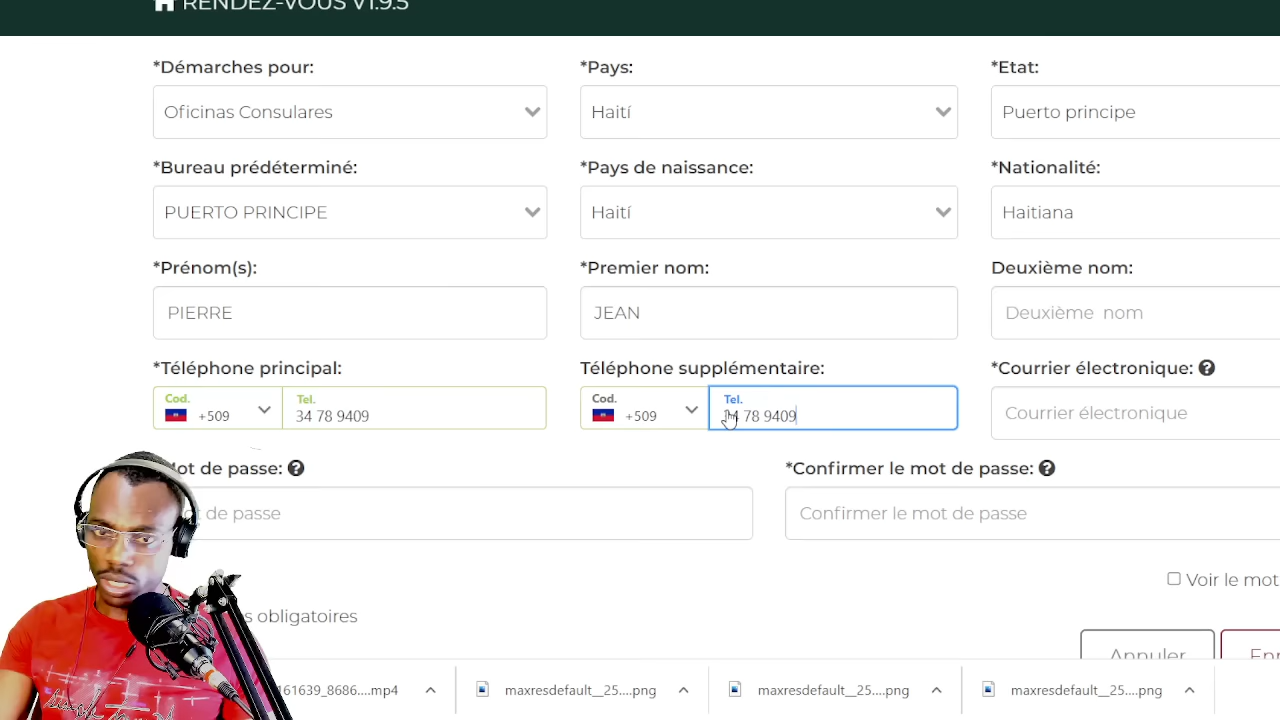 RENDEZ-VOUS V1.9.5
*Démarches pour: *Pays: *Etat:
Oficinas Consulares Haití Puerto principe
*Bureau prédéterminé: *Pays de naissance: *Nationalité:
PUERTO PRINCIPE Haití Haitiana
*Prénom(s): *Premier nom: Deuxième nom:
PIERRE JEAN Deuxième nom
*Téléphone principal: Téléphone supplémentaire: *Courrier électronique:
Cod. Tel. Cod. Tel.
+509 34 78 9409 +509 34 78 9409 Courrier électronique
de passe: *Confirmer le mot de passe:
de passe Confirmer le mot de passe
Voir le mot
obligatoires
Annuler
161639_8686....mp4 maxresdefault__25....png maxresdefault__25....png maxresdefault__25....png